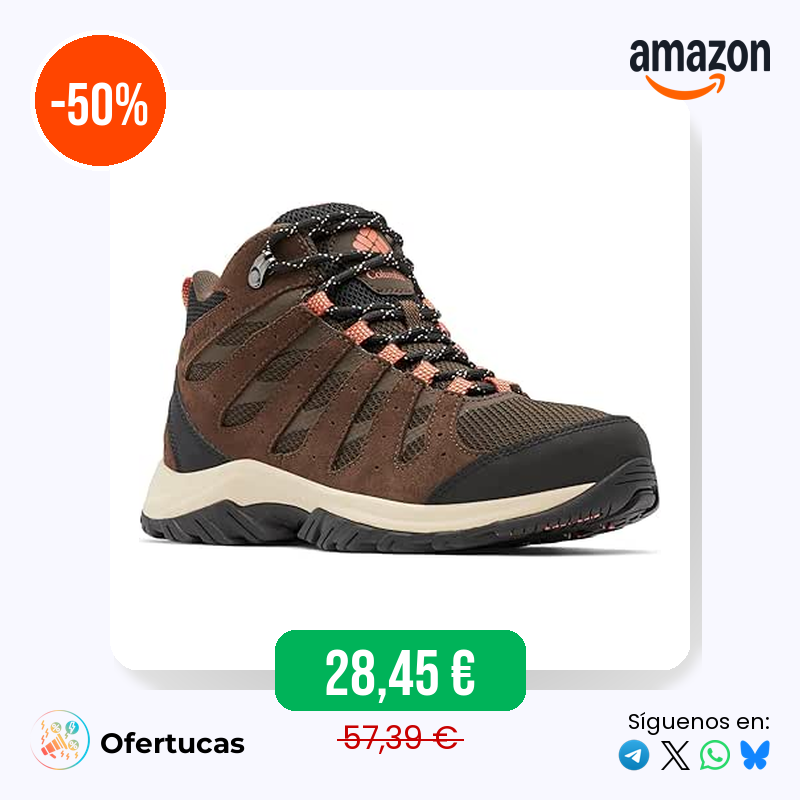 -50%
amazon
Columbia
28,45 €
57,39 €
Ofertucas
Síguenos en: